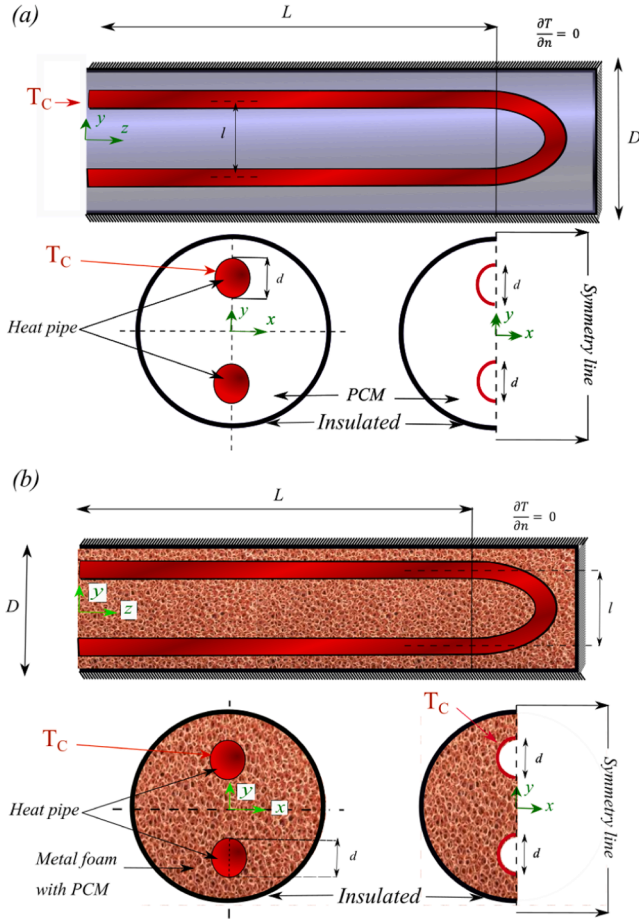 (a)
L
∂T/∂n = 0
T_C
y
z
l
D
T_C
d
Heat pipe
y
x
PCM
Insulated
d
y
x
d
Symmetry line
(b)
L
∂T/∂n = 0
D
y
z
l
T_C
Heat pipe
y
x
Metal foam
with PCM
d
Insulated
T_C
d
y
x
d
Symmetry line